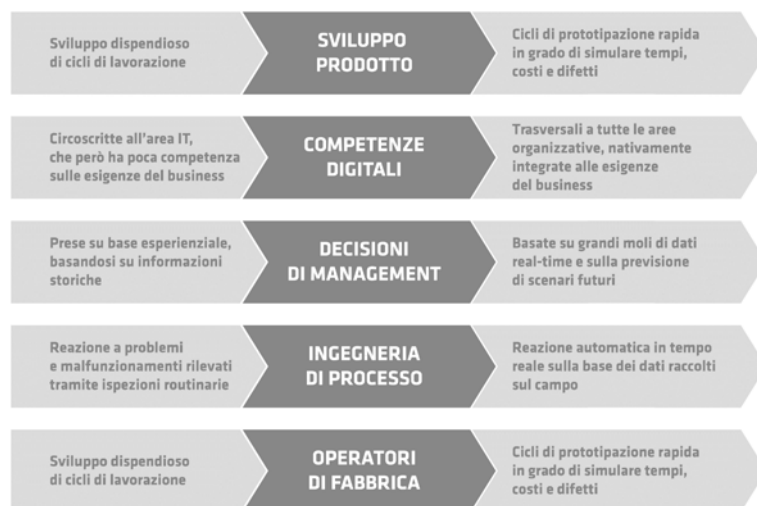 Sviluppo dispendioso
di cicli di lavorazione
SVILUPPO
PRODOTTO
Cicli di prototipazione rapida
in grado di simulare tempi,
costi e difetti
Circoscritte all'area IT,
che però ha poca competenza
sulle esigenze del business
COMPETENZE
DIGITALI
Trasversali a tutte le aree
organizzative, nativamente
integrate alle esigenze
del business
Prese su base esperienziale,
basandosi su informazioni
storiche
DECISIONI
DI MANAGEMENT
Basate su grandi moli di dati
real-time e sulla previsione
di scenari futuri
Reazione a problemi
e malfunzionamenti rilevati
tramite ispezioni routinarie
INGEGNERIA
DI PROCESSO
Reazione automatica in tempo
reale sulla base dei dati raccolti
sul campo
Sviluppo dispendioso
di cicli di lavorazione
OPERATORI
DI FABBRICA
Cicli di prototipazione rapida
in grado di simulare tempi,
costi e difetti